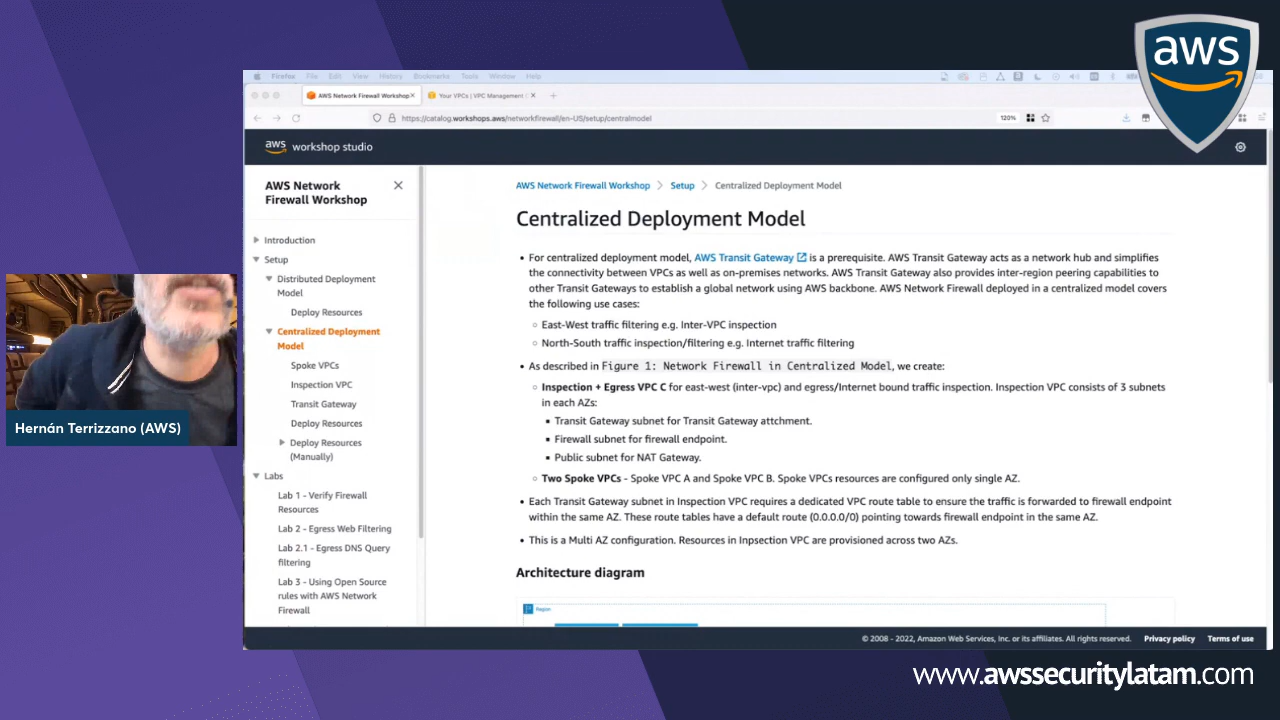 aws
Firefox File Edit View History Bookmarks Tools Window Help
AWS Network Firewall Workshop
Your VPCs | VPC Management
https://catalog.workshops.aws/networkfirewall/en-US/setup/centralmodel
120%
aws workshop studio
AWS Network
Firewall Workshop
Introduction
Setup
Distributed Deployment
Model
Deploy Resources
Centralized Deployment
Model
Spoke VPCs
Inspection VPC
Transit Gateway
Deploy Resources
Deploy Resources
(Manually)
Labs
Lab 1 - Verify Firewall
Resources
Lab 2 - Egress Web Filtering
Lab 2.1 - Egress DNS Query
filtering
Lab 3 - Using Open Source
rules with AWS Network
Firewall
AWS Network Firewall Workshop > Setup > Centralized Deployment Model
Centralized Deployment Model
• For centralized deployment model, AWS Transit Gateway is a prerequisite. AWS Transit Gateway acts as a network hub and simplifies
the connectivity between VPCs as well as on-premises networks. AWS Transit Gateway also provides inter-region peering capabilities to
other Transit Gateways to establish a global network using AWS backbone. AWS Network Firewall deployed in a centralized model covers
the following use cases:
○ East-West traffic filtering e.g. Inter-VPC inspection
○ North-South traffic inspection/filtering e.g. Internet traffic filtering
• As described in Figure 1: Network Firewall in Centralized Model, we create:
○ Inspection + Egress VPC C for east-west (inter-vpc) and egress/Internet bound traffic inspection. Inspection VPC consists of 3 subnets
in each AZs:
▪ Transit Gateway subnet for Transit Gateway attchment.
▪ Firewall subnet for firewall endpoint.
▪ Public subnet for NAT Gateway.
○ Two Spoke VPCs - Spoke VPC A and Spoke VPC B. Spoke VPCs resources are configured only single AZ.
• Each Transit Gateway subnet in Inspection VPC requires a dedicated VPC route table to ensure the traffic is forwarded to firewall endpoint
within the same AZ. These route tables have a default route (0.0.0.0/0) pointing towards firewall endpoint in the same AZ.
• This is a Multi AZ configuration. Resources in Inpsection VPC are provisioned across two AZs.
Architecture diagram
Region
© 2008 - 2022, Amazon Web Services, Inc. or its affiliates. All rights reserved. Privacy policy Terms of use
Hernán Terrizzano (AWS)
www.awssecuritylatam.com